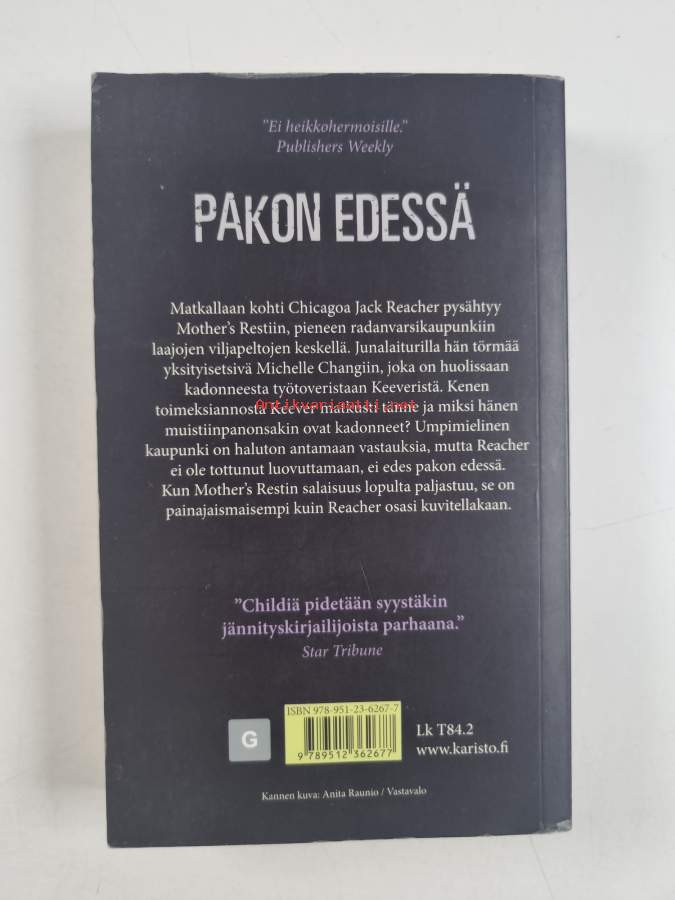 "Ei heikkohermoisille."
Publishers Weekly
PAKON EDESSÄ
Matkallaan kohti Chicagoa Jack Reacher pysähtyy
Mother's Restiin, pieneen radanvarsikaupunkiin
laajojen viljapeltojen keskellä. Junalaiturilla hän törmää
yksityisetsivä Michelle Changiin, joka on huolissaan
kadonneesta työtoveristaan Keeveristä. Kenen
toimeksiannosta Keever matkusti tänne ja miksi hänen
Antikvariaatti.net
muistiinpanonsakin ovat kadonneet? Umpimielinen
kaupunki on haluton antamaan vastauksia, mutta Reacher
ei ole tottunut luovuttamaan, ei edes pakon edessä.
Kun Mother's Restin salaisuus lopulta paljastuu, se on
painajaismaisempi kuin Reacher osasi kuvitellakaan.
"Childiä pidetään syystäkin
jännityskirjailijoista parhaana."
Star Tribune
ISBN 978-951-23-6267-7
G
9 789512 362677
Lk T84.2
www.karisto.fi
Kannen kuva: Anita Raunio / Vastavalo